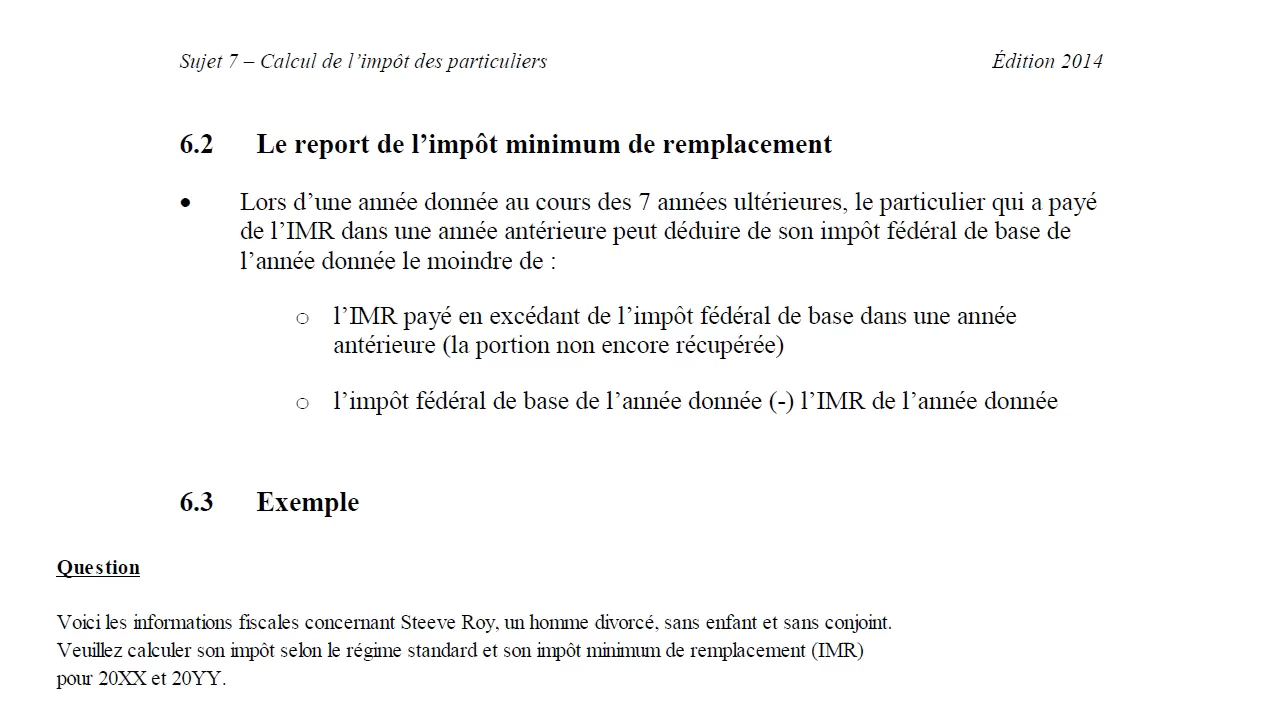 Sujet 7 – Calcul de l’impôt des particuliers Édition 2014
6.2 Le report de l’impôt minimum de remplacement
• Lors d’une année donnée au cours des 7 années ultérieures, le particulier qui a payé
de l’IMR dans une année antérieure peut déduire de son impôt fédéral de base de
l’année donnée le moindre de :
o l’IMR payé en excédant de l’impôt fédéral de base dans une année
antérieure (la portion non encore récupérée)
o l’impôt fédéral de base de l’année donnée (-) l’IMR de l’année donnée
6.3 Exemple
Question
Voici les informations fiscales concernant Steeve Roy, un homme divorcé, sans enfant et sans conjoint.
Veuillez calculer son impôt selon le régime standard et son impôt minimum de remplacement (IMR)
pour 20XX et 20YY.